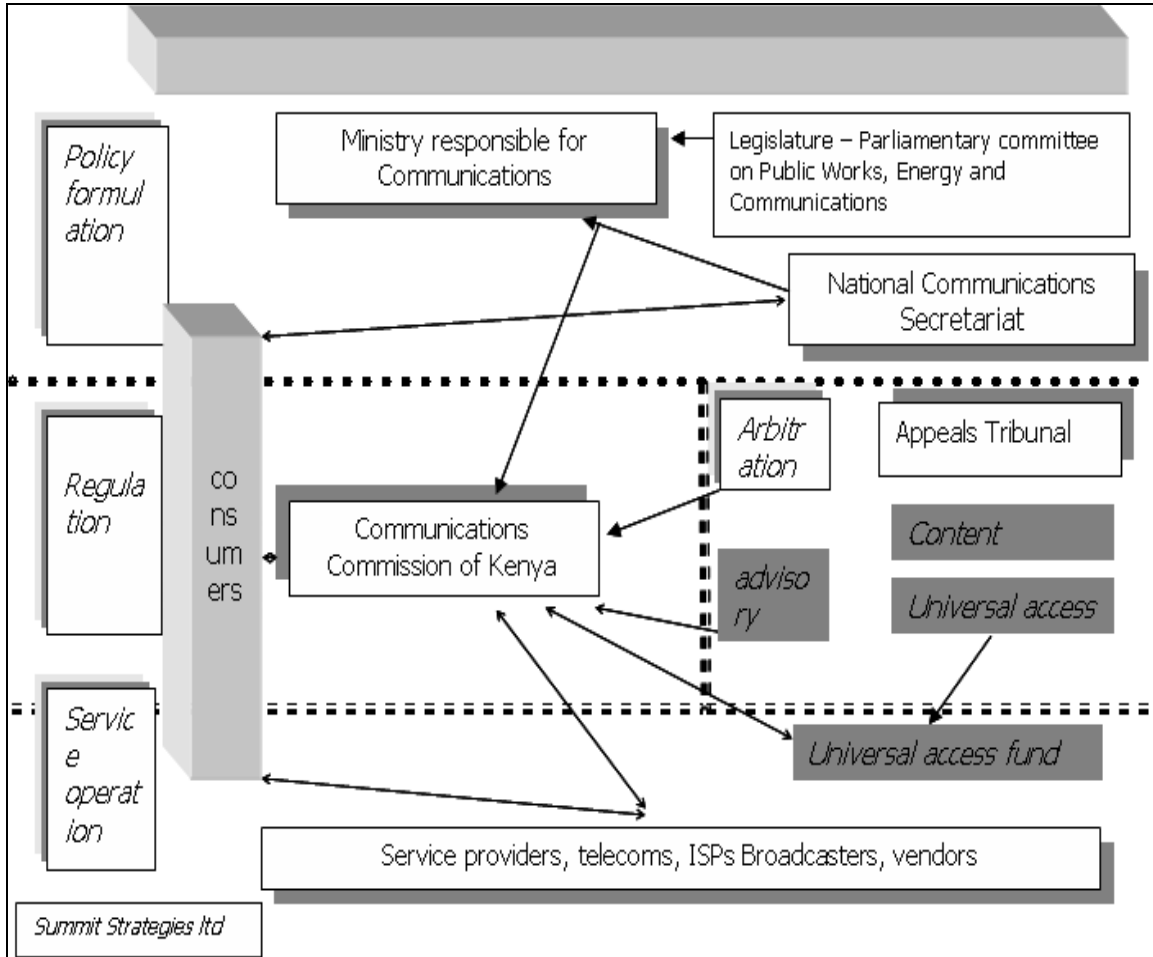 Policy
formul
ation
Ministry responsible for
Communications
Legislature – Parliamentary committee
on Public Works, Energy and
Communications
National Communications
Secretariat
Regula
tion
co
ns
um
ers
Communications
Commission of Kenya
Arbitr
ation
Appeals Tribunal
adviso
ry
Content
Universal access
Servic
e
operat
ion
Universal access fund
Service providers, telecoms, ISPs Broadcasters, vendors
Summit Strategies ltd